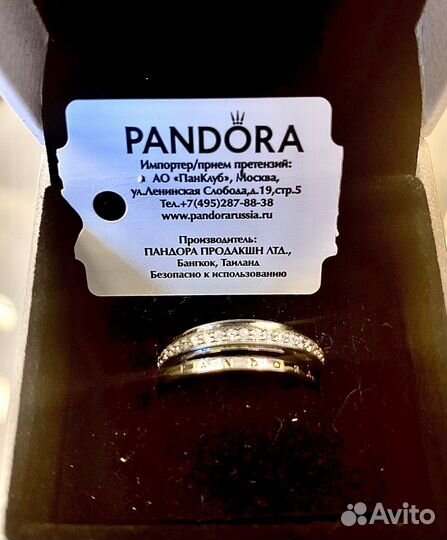 PANDORA
Импортер/прием претензий:
АО «ПанКлуб», Москва,
ул.Ленинская Слобода,д.19,стр.5
Тел.+7(495)287-88-38
www.pandorarussia.ru
Производитель:
ПАНДОРА ПРОДАКШН ЛТД.,
Бангкок, Таиланд
Безопасно к использованию
ANDORA
Avito